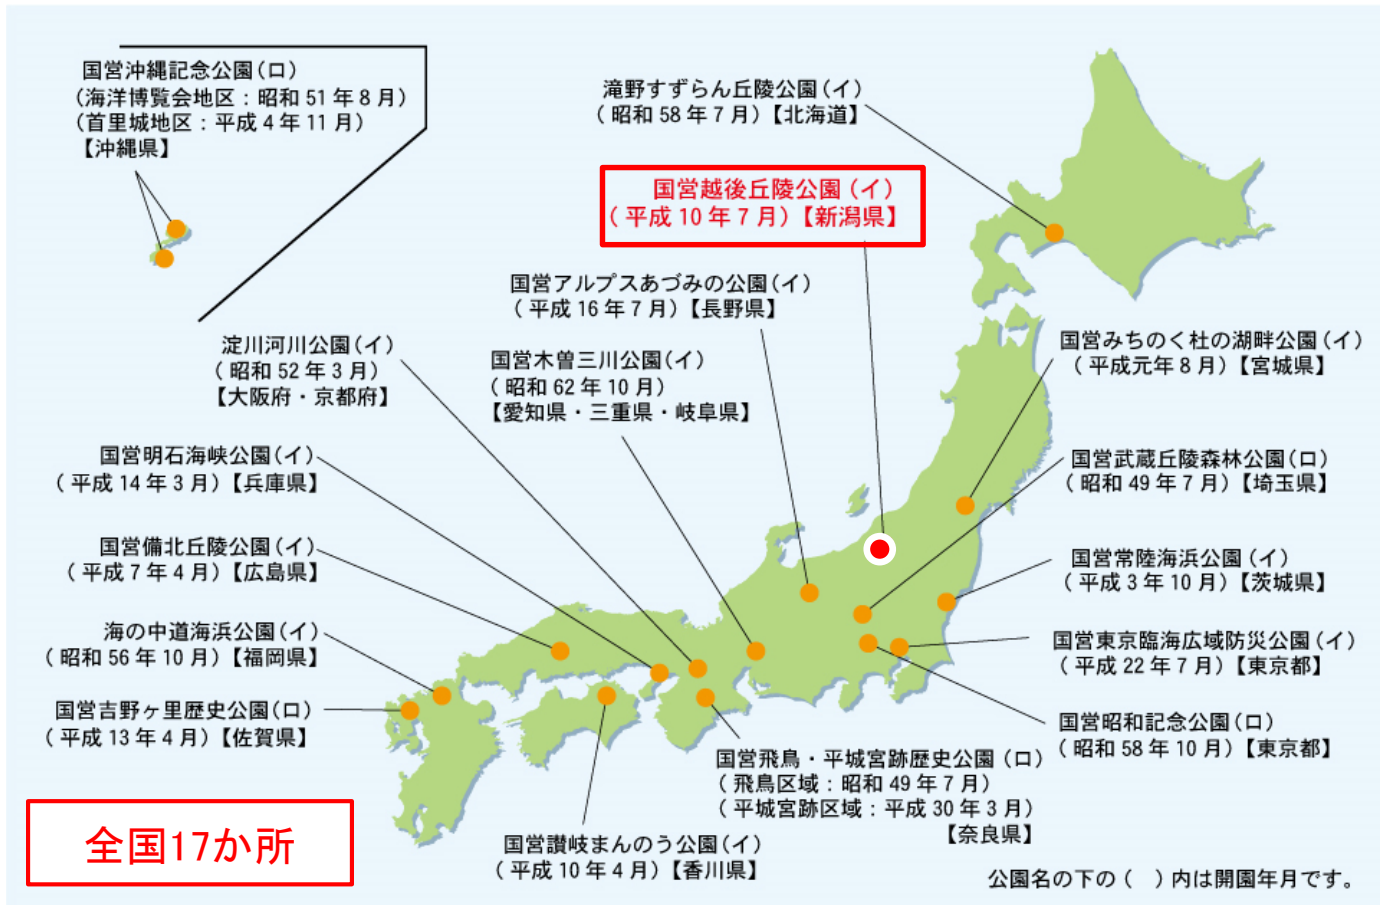 国営沖縄記念公園(ロ)
(海洋博覧会地区：昭和 51 年 8 月)
(首里城地区：平成 4 年 11 月)
【沖縄県】
滝野すずらん丘陵公園(イ)
( 昭和 58 年 7 月)【北海道】
国営越後丘陵公園(イ)
( 平成 10 年 7 月)【新潟県】
国営アルプスあづみの公園(イ)
( 平成 16 年 7 月)【長野県】
淀川河川公園(イ)
( 昭和 52 年 3 月)
【大阪府・京都府】
国営木曽三川公園(イ)
( 昭和 62 年 10 月)
【愛知県・三重県・岐阜県】
国営みちのく杜の湖畔公園(イ)
( 平成元年 8 月)【宮城県】
国営明石海峡公園(イ)
( 平成 14 年 3 月)【兵庫県】
国営武蔵丘陵森林公園(ロ)
( 昭和 49 年 7 月)【埼玉県】
国営備北丘陵公園(イ)
( 平成 7 年 4 月)【広島県】
国営常陸海浜公園(イ)
( 平成 3 年 10 月)【茨城県】
海の中道海浜公園(イ)
( 昭和 56 年 10 月)【福岡県】
国営東京臨海広域防災公園(イ)
( 平成 22 年 7 月)【東京都】
国営吉野ヶ里歴史公園(ロ)
( 平成 13 年 4 月)【佐賀県】
国営昭和記念公園(ロ)
( 昭和 58 年 10 月)【東京都】
国営飛鳥・平城宮跡歴史公園(ロ)
( 飛鳥区域：昭和 49 年 7 月)
( 平城宮跡区域：平成 30 年 3 月)
【奈良県】
国営讃岐まんのう公園(イ)
( 平成 10 年 4 月)【香川県】
全国17か所
公園名の下の (　) 内は開園年月です。